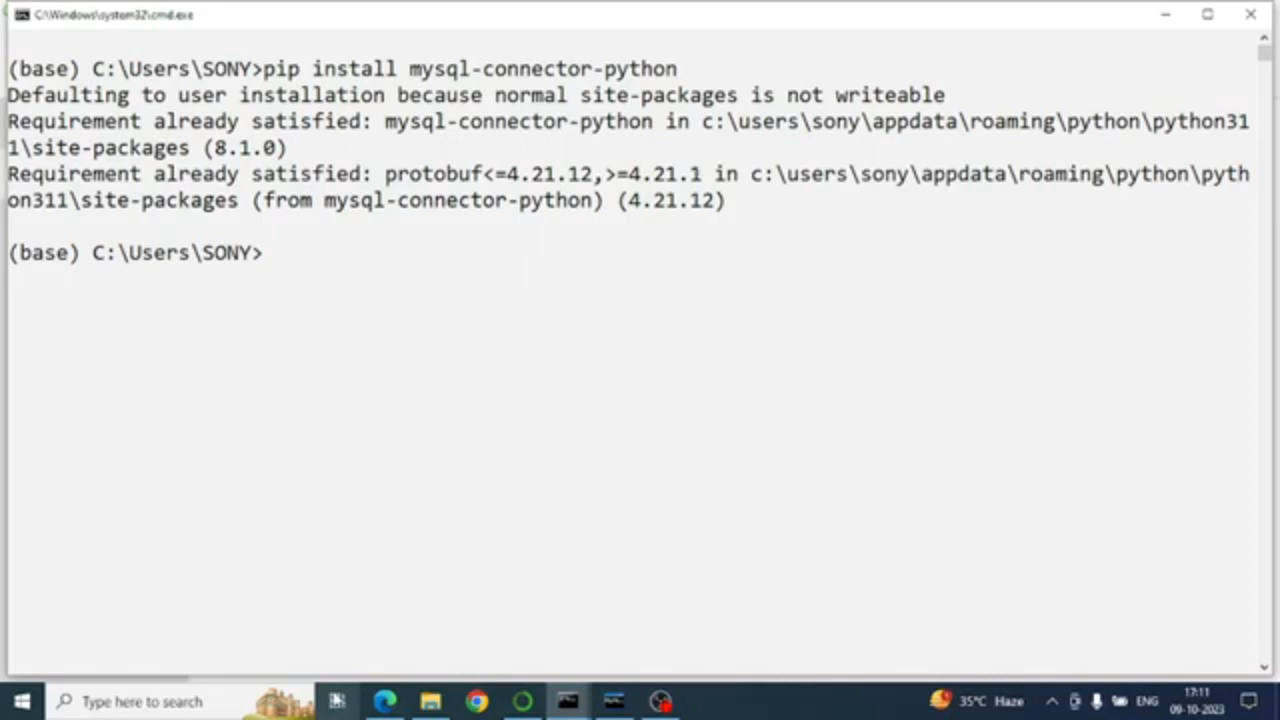 C:\Windows\system32\cmd.exe
(base) C:\Users\SONY>pip install mysql-connector-python
Defaulting to user installation because normal site-packages is not writeable
Requirement already satisfied: mysql-connector-python in c:\users\sony\appdata\roaming\python\python31
1\site-packages (8.1.0)
Requirement already satisfied: protobuf<=4.21.12,>=4.21.1 in c:\users\sony\appdata\roaming\python\pyth
on311\site-packages (from mysql-connector-python) (4.21.12)
(base) C:\Users\SONY>
Type here to search
35°C Haze
ENG
17:11
09-10-2023